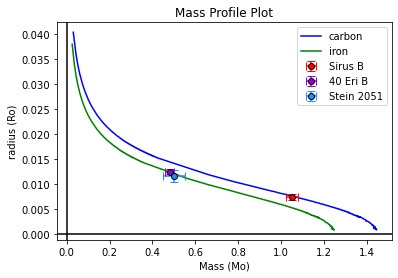 Mass Profile Plot
radius (Ro)
0.040
0.035
0.030
0.025
0.020
0.015
0.010
0.005
0.000
carbon
iron
Sirus B
40 Eri B
Stein 2051
0.0 0.2 0.4 0.6 0.8 1.0 1.2 1.4
Mass (Mo)